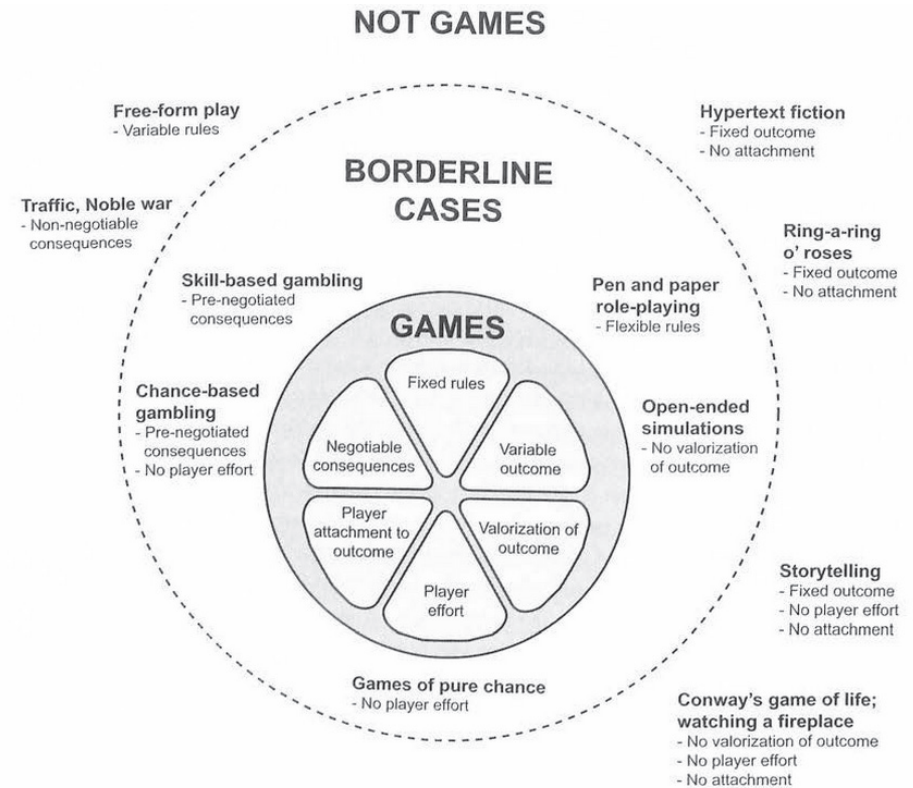 NOT GAMES
Free-form play
- Variable rules
Hypertext fiction
- Fixed outcome
- No attachment
BORDERLINE
CASES
Traffic, Noble war
- Non-negotiable
consequences
Ring-a-ring
o' roses
- Fixed outcome
- No attachment
Skill-based gambling
- Pre-negotiated
consequences
Pen and paper
role-playing
- Flexible rules
GAMES
Fixed rules
Negotiable
consequences
Variable
outcome
Player
attachment to
outcome
Valorization of
outcome
Player
effort
Chance-based
gambling
- Pre-negotiated
consequences
- No player effort
Open-ended
simulations
- No valorization
of outcome
Storytelling
- Fixed outcome
- No player effort
- No attachment
Games of pure chance
- No player effort
Conway's game of life;
watching a fireplace
- No valorization of outcome
- No player effort
- No attachment